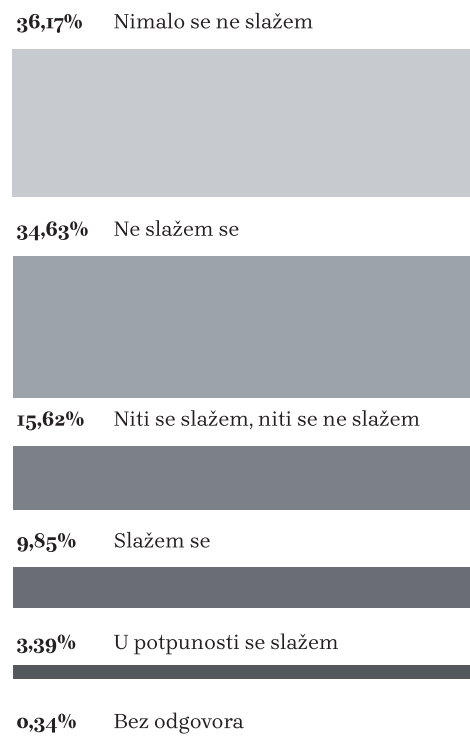 36,17% Nimalo se ne slažem
34,63% Ne slažem se
15,62% Niti se slažem, niti se ne slažem
9,85% Slažem se
3,39% U potpunosti se slažem
0,34% Bez odgovora